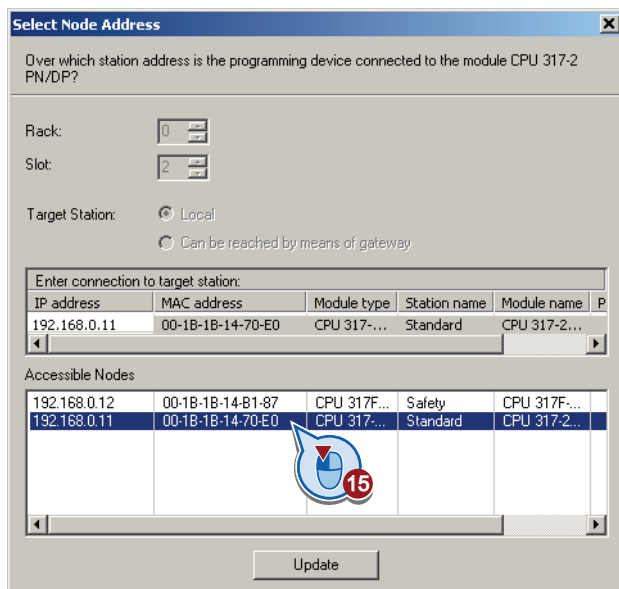 Select Node Address
Over which station address is the programming device connected to the module CPU 317-2
PN/DP?
Rack: 0
Slot: 2
Target Station: Local
Can be reached by means of gateway
Enter connection to target station:
IP address MAC address Module type Station name Module name P
192.168.0.11 00-1B-1B-14-70-E0 CPU 317-... Standard CPU 317-2...
Accessible Nodes
192.168.0.12 00-1B-1B-14-B1-87 CPU 317F... Safety CPU 317F-...
192.168.0.11 00-1B-1B-14-70-E0 CPU 317-... Standard CPU 317-2...
15
Update